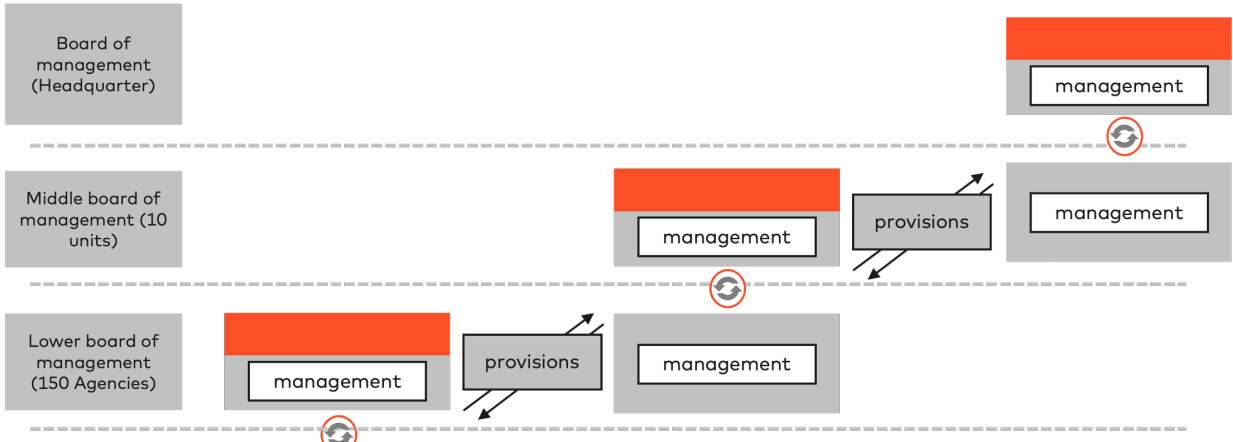 Board of
management
(Headquarter)
management
Middle board of
management (10
units)
management
provisions
management
Lower board of
management
(150 Agencies)
management
provisions
management